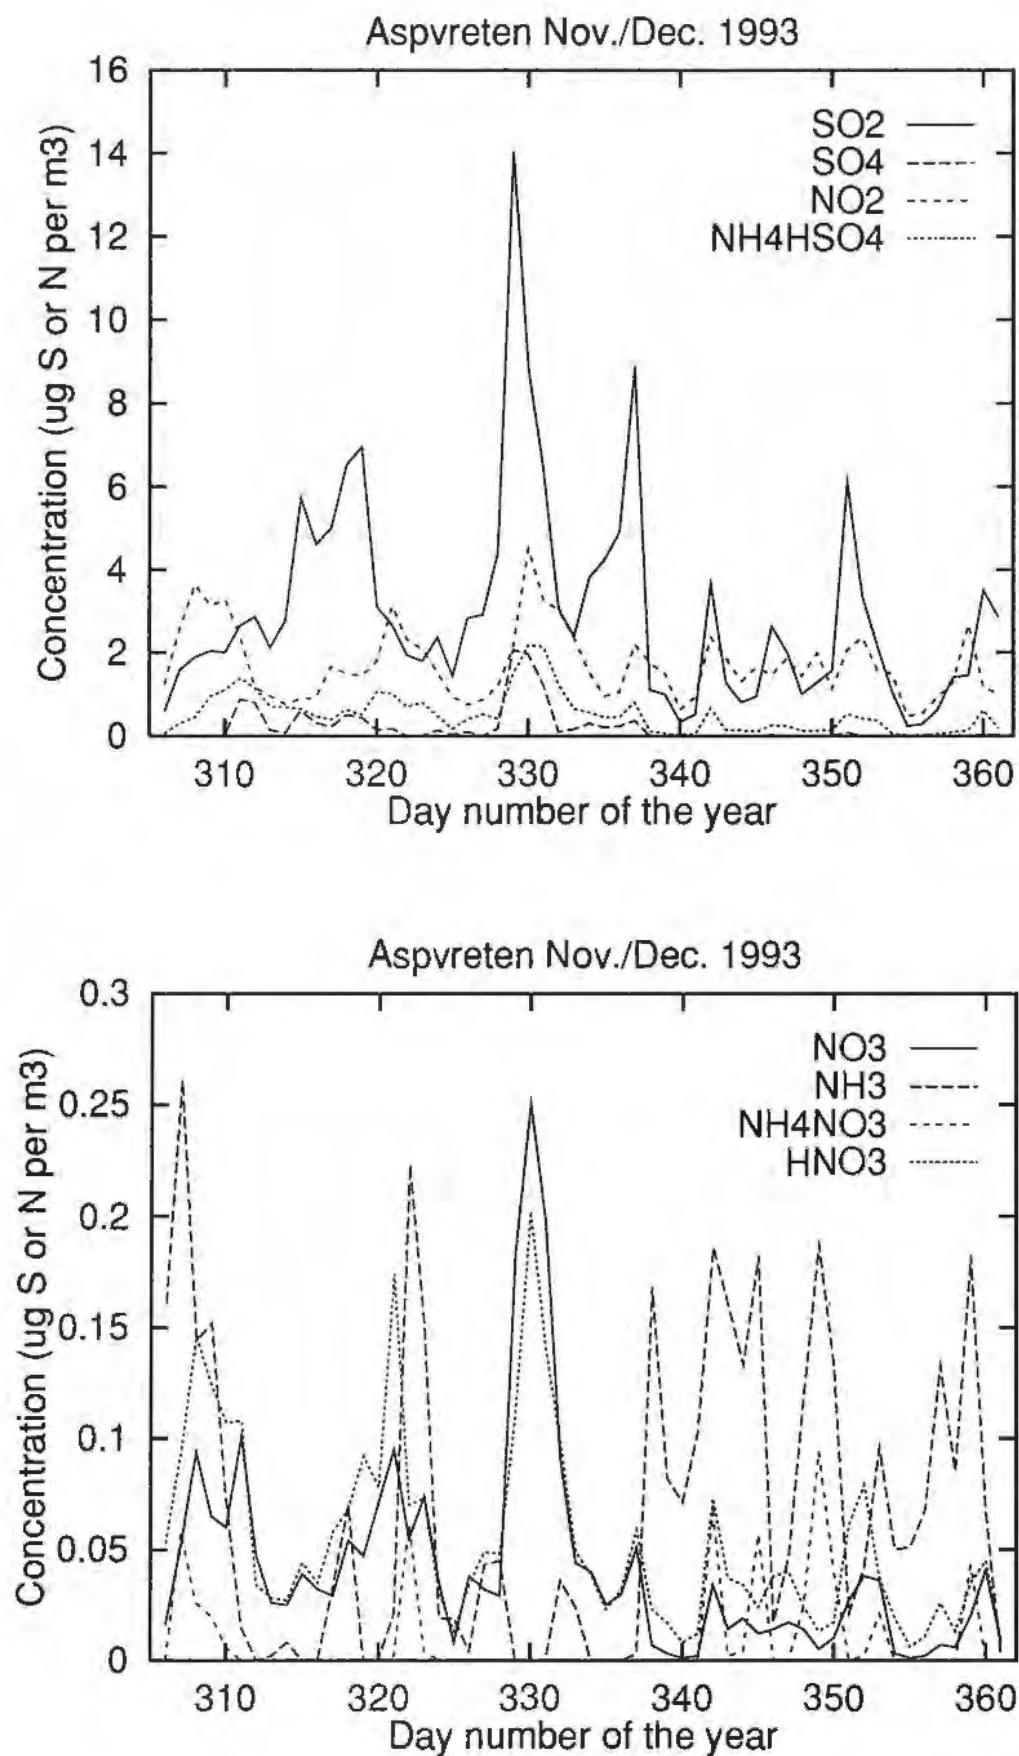 Aspvreten Nov./Dec. 1993
16
14
12
10
8
6
4
2
0
Concentration (ug S or N per m3)
SO2
SO4
NO2
NH4HSO4
310 320 330 340 350 360
Day number of the year
Aspvreten Nov./Dec. 1993
0.3
0.25
0.2
0.15
0.1
0.05
0
Concentration (ug S or N per m3)
NO3
NH3
NH4NO3
HNO3
310 320 330 340 350 360
Day number of the year